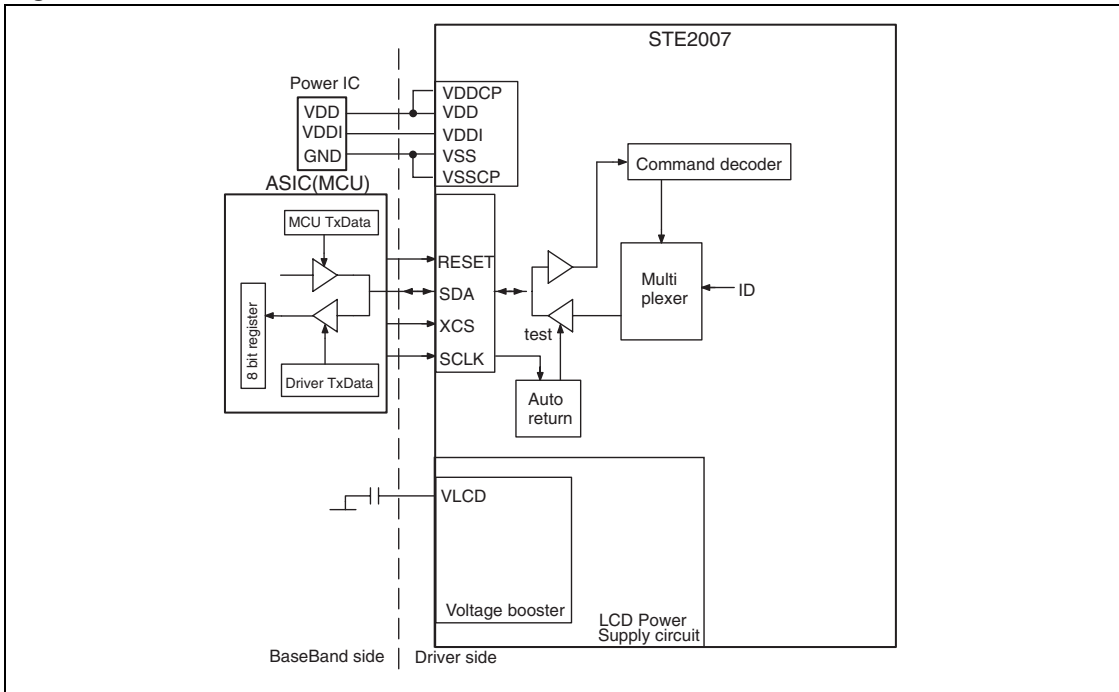 STE2007
Power IC
VDD
VDDI
GND
VDDCP
VDD
VDDI
VSS
VSSCP
ASIC(MCU)
MCU TxData
8 bit register
Driver TxData
RESET
SDA
XCS
SCLK
Command decoder
Multi
plexer
ID
test
Auto
return
VLCD
Voltage booster
LCD Power
Supply circuit
BaseBand side
Driver side